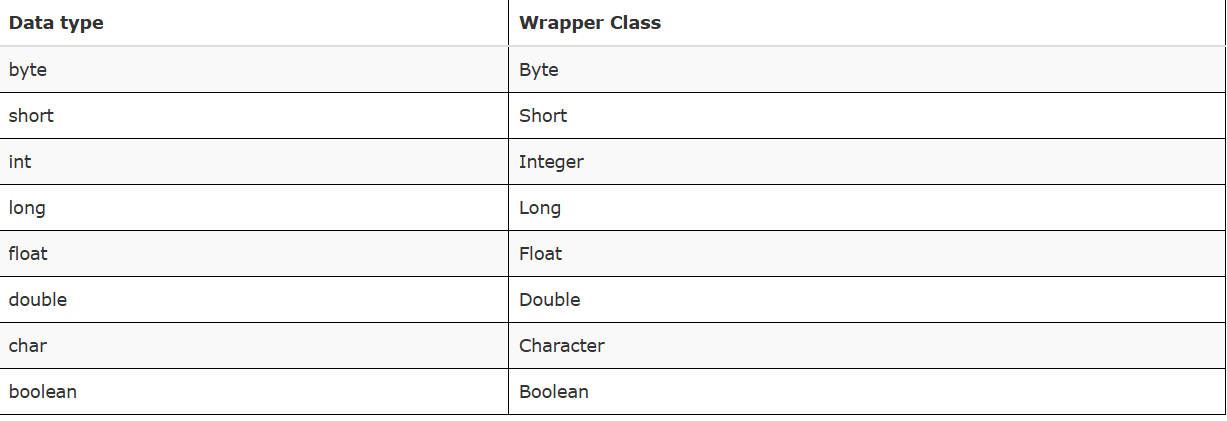 Data type Wrapper Class
byte Byte
short Short
int Integer
long Long
float Float
double Double
char Character
boolean Boolean